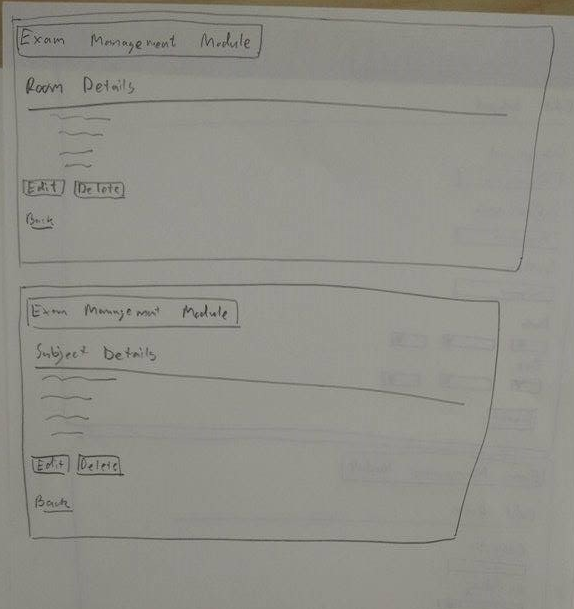 Exam Management Module
Room Details
Edit Delete
Back
Exam Management Module
Subject Details
Edit Delete
Back